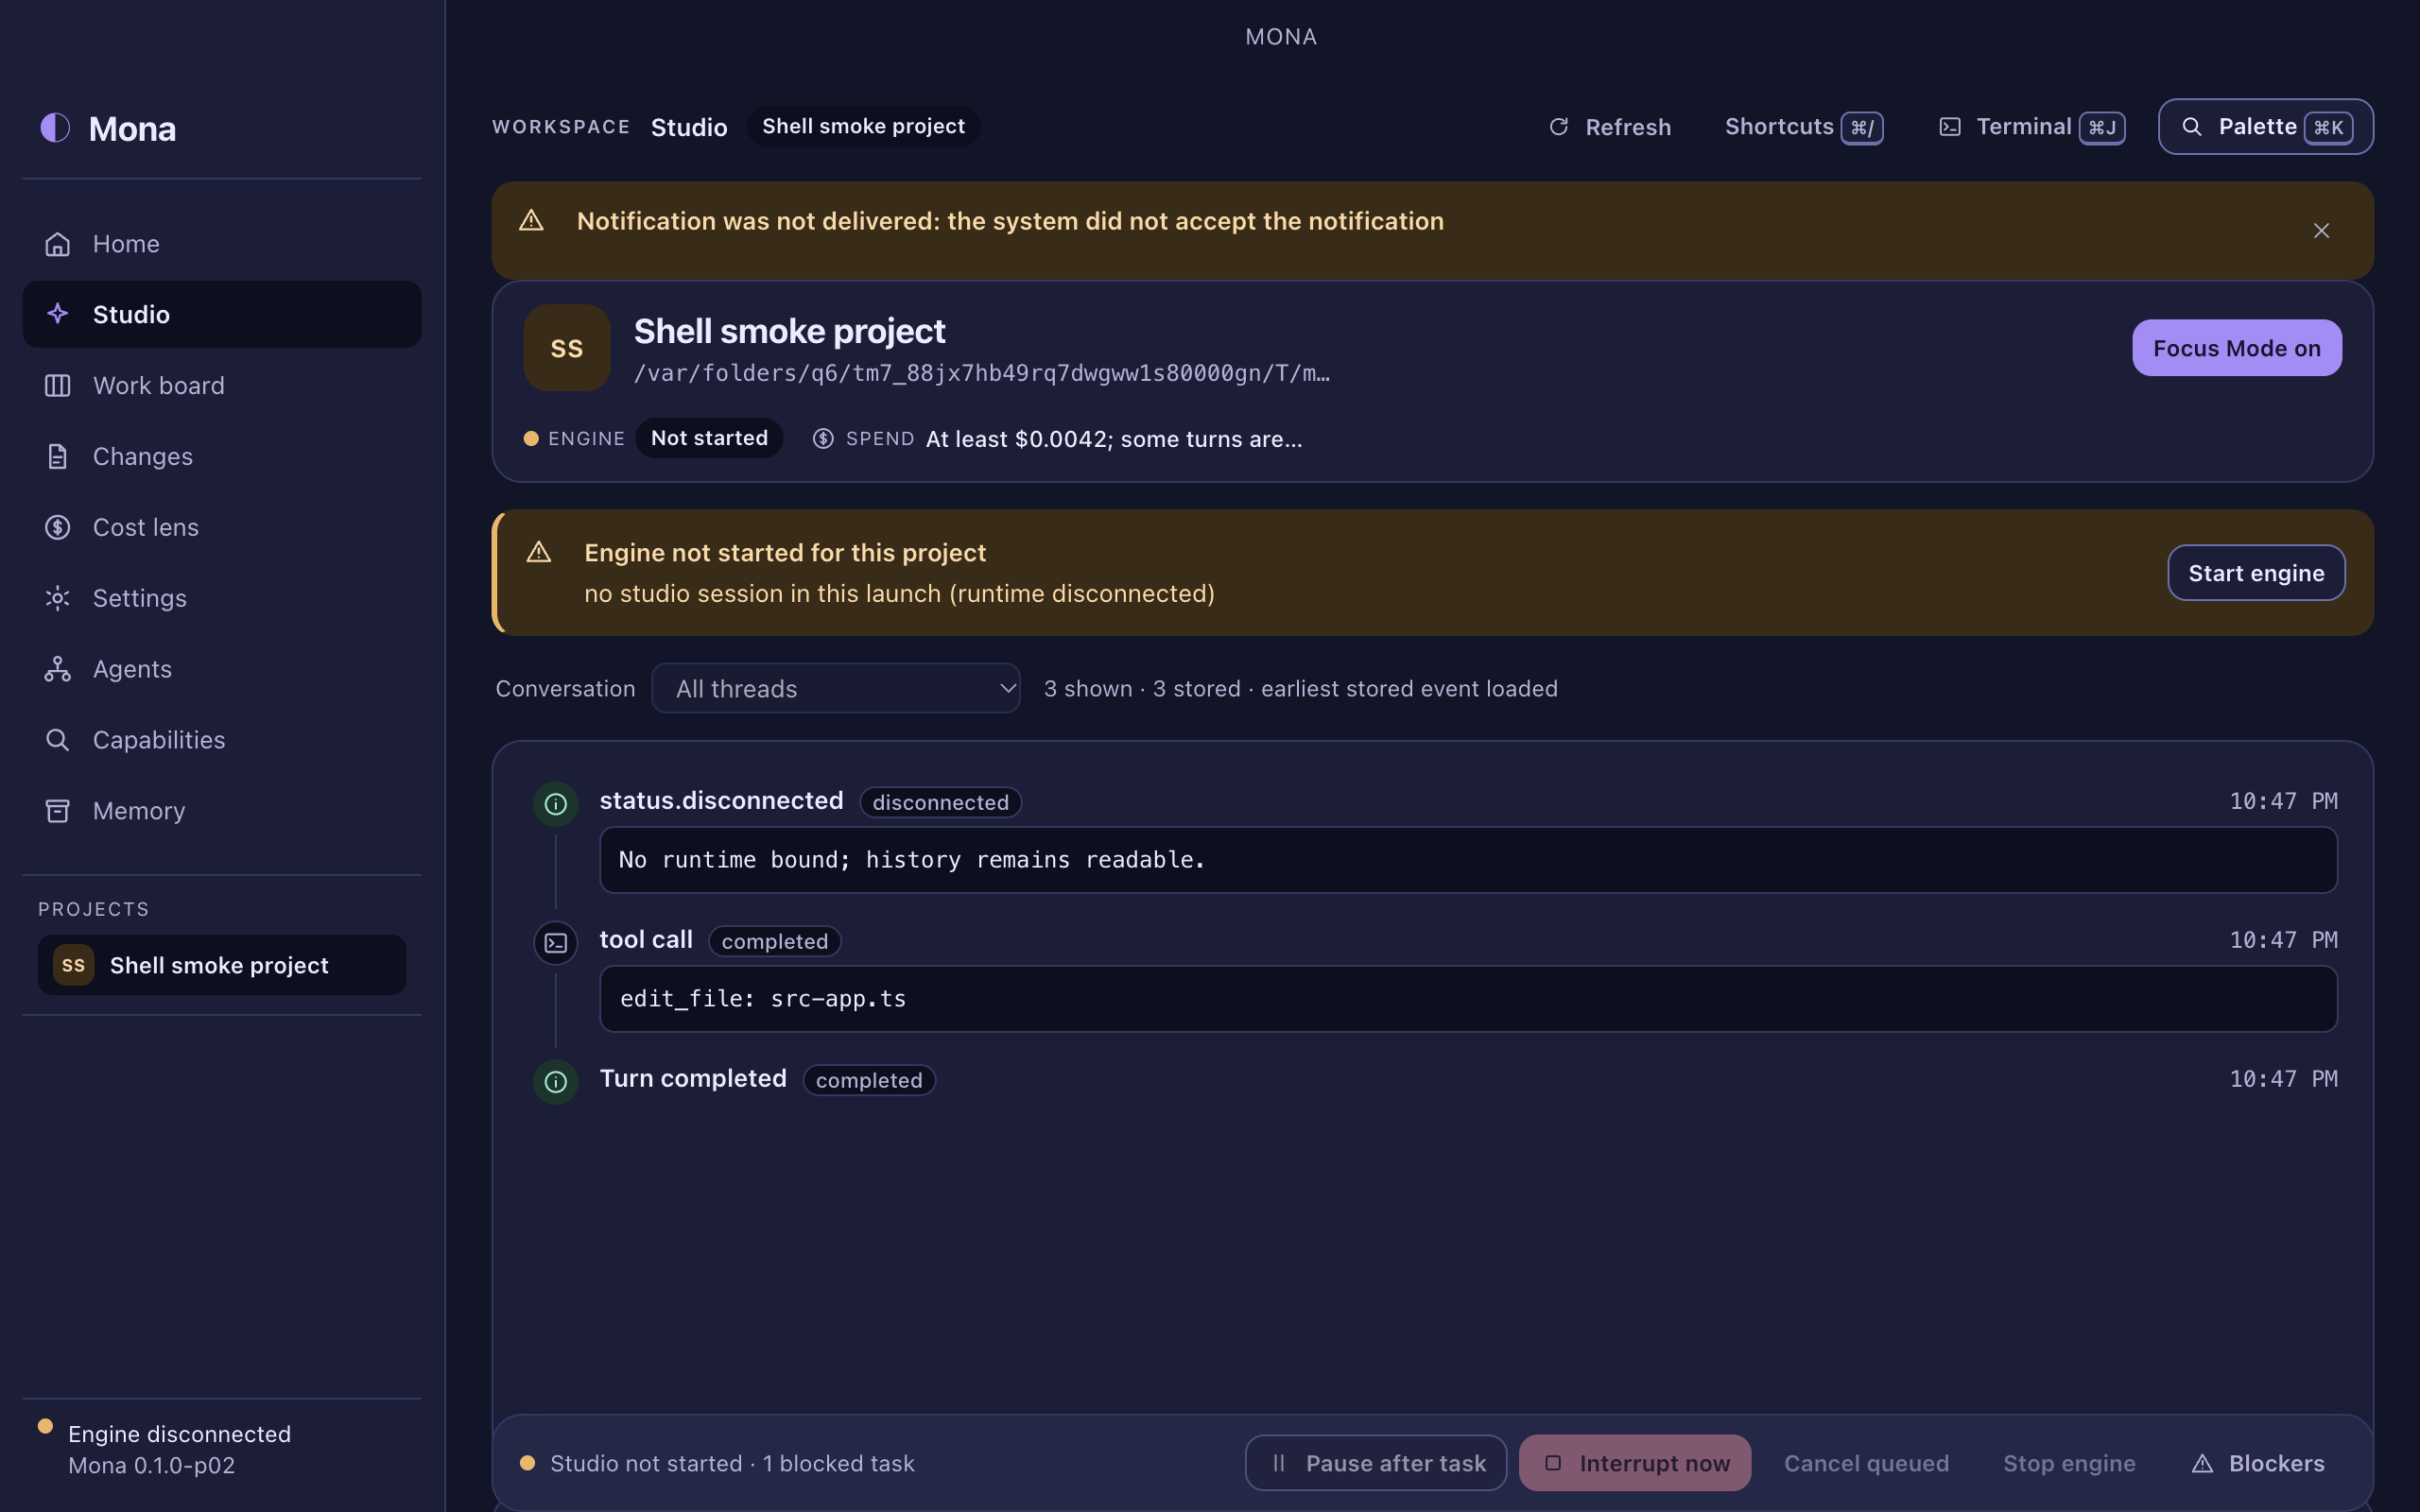 MONA
Mona
Home
Studio
Work board
Changes
Cost lens
Settings
Agents
Capabilities
Memory
PROJECTS
SS Shell smoke project
Engine disconnected
Mona 0.1.0-p02
WORKSPACE Studio Shell smoke project Refresh Shortcuts ⌘/ Terminal ⌘J Palette ⌘K
Notification was not delivered: the system did not accept the notification
SS Shell smoke project
/var/folders/q6/tm7_88jx7hb49rq7dwgww1s80000gn/T/m…
Focus Mode on
ENGINE Not started SPEND At least $0.0042; some turns are…
Engine not started for this project
no studio session in this launch (runtime disconnected)
Start engine
Conversation All threads 3 shown · 3 stored · earliest stored event loaded
status.disconnected disconnected 10:47 PM
No runtime bound; history remains readable.
tool call completed 10:47 PM
edit_file: src-app.ts
Turn completed completed 10:47 PM
Studio not started · 1 blocked task Pause after task Interrupt now Cancel queued Stop engine Blockers